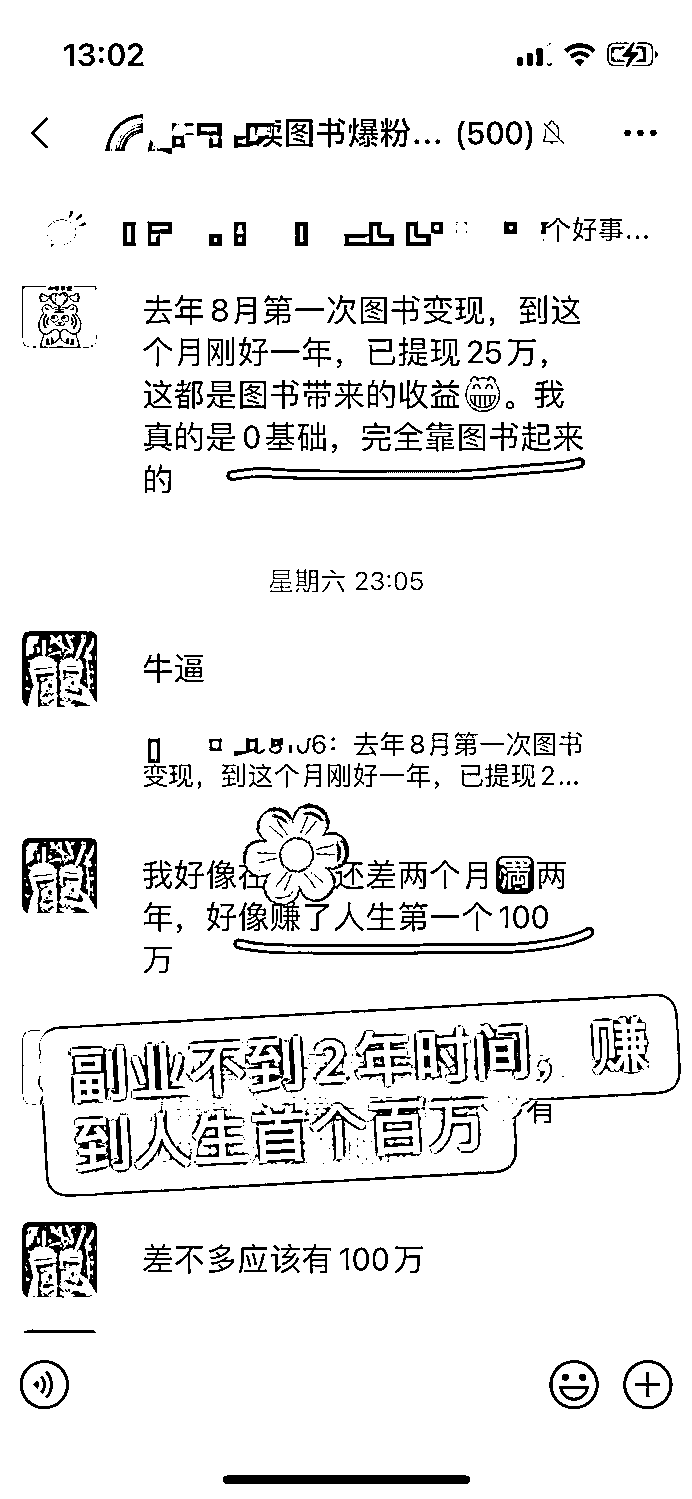 13:02
图书爆粉... (500)
个好事...
去年8月第一次图书变现，到这
个月刚好一年，已提现25万，
这都是图书带来的收益😁。我
真的是0基础，完全靠图书起来
的
星期六 23:05
牛逼
6：去年8月第一次图书
变现，到这个月刚好一年，已提现2...
我好像在 还差两个月🈵两
年，好像赚了人生第一个100
万
副业不到2年时间，赚
到人生首个百万
有
差不多应该有100万